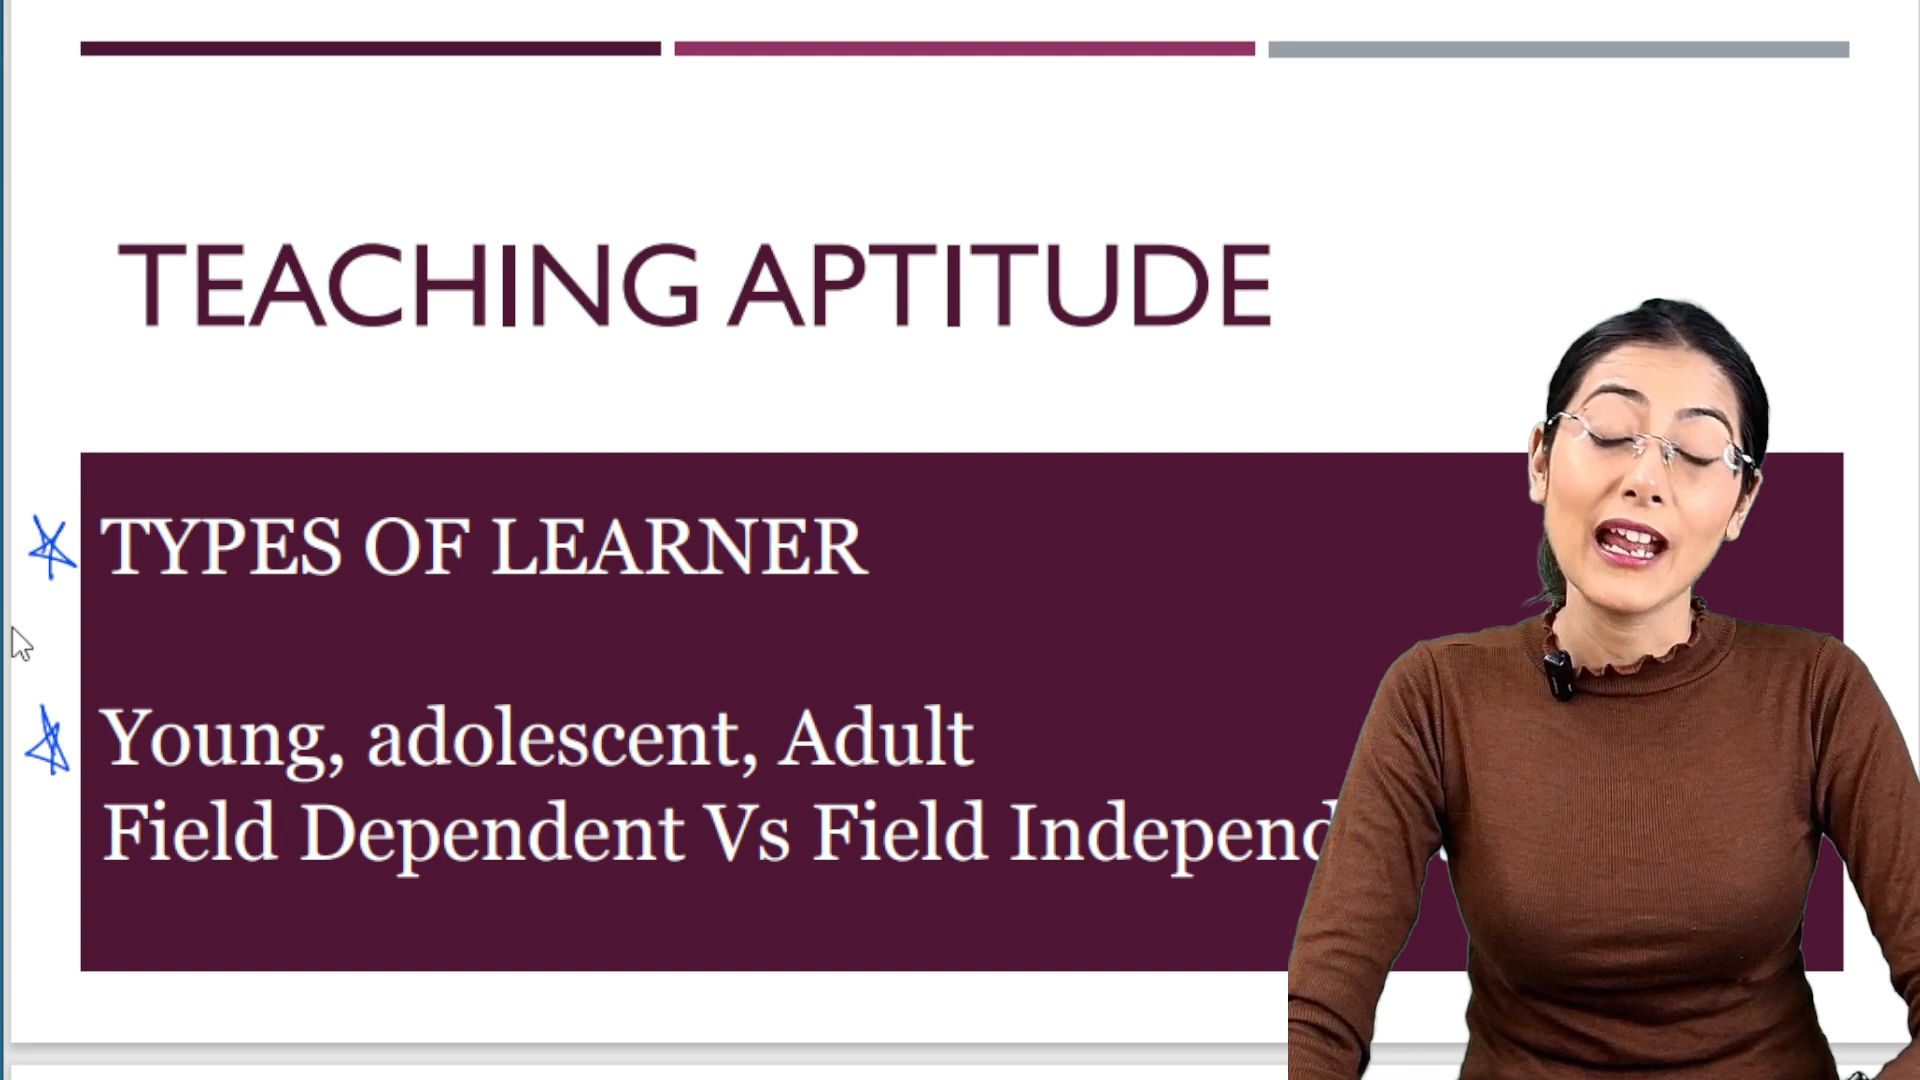 TEACHING APTITUDE
TYPES OF LEARNER
Young, adolescent, Adult
Field Dependent Vs Field